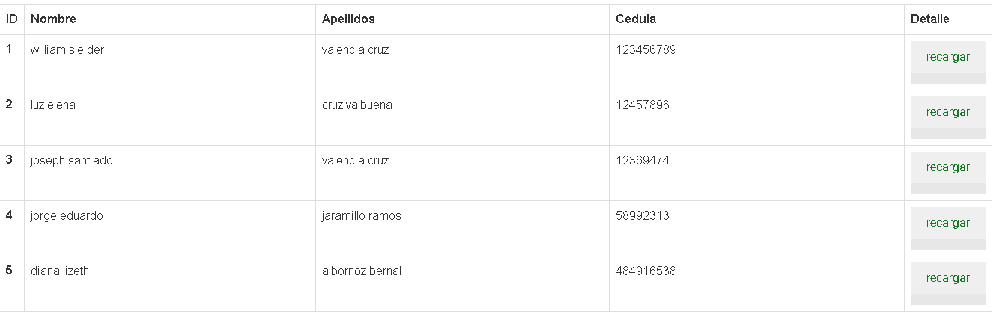 ID Nombre Apellidos Cedula Detalle
1 william sleider valencia cruz 123456789 recargar
2 luz elena cruz valbuena 12457896 recargar
3 joseph santiado valencia cruz 12369474 recargar
4 jorge eduardo jaramillo ramos 58992313 recargar
5 diana lizeth albornoz bernal 484916538 recargar